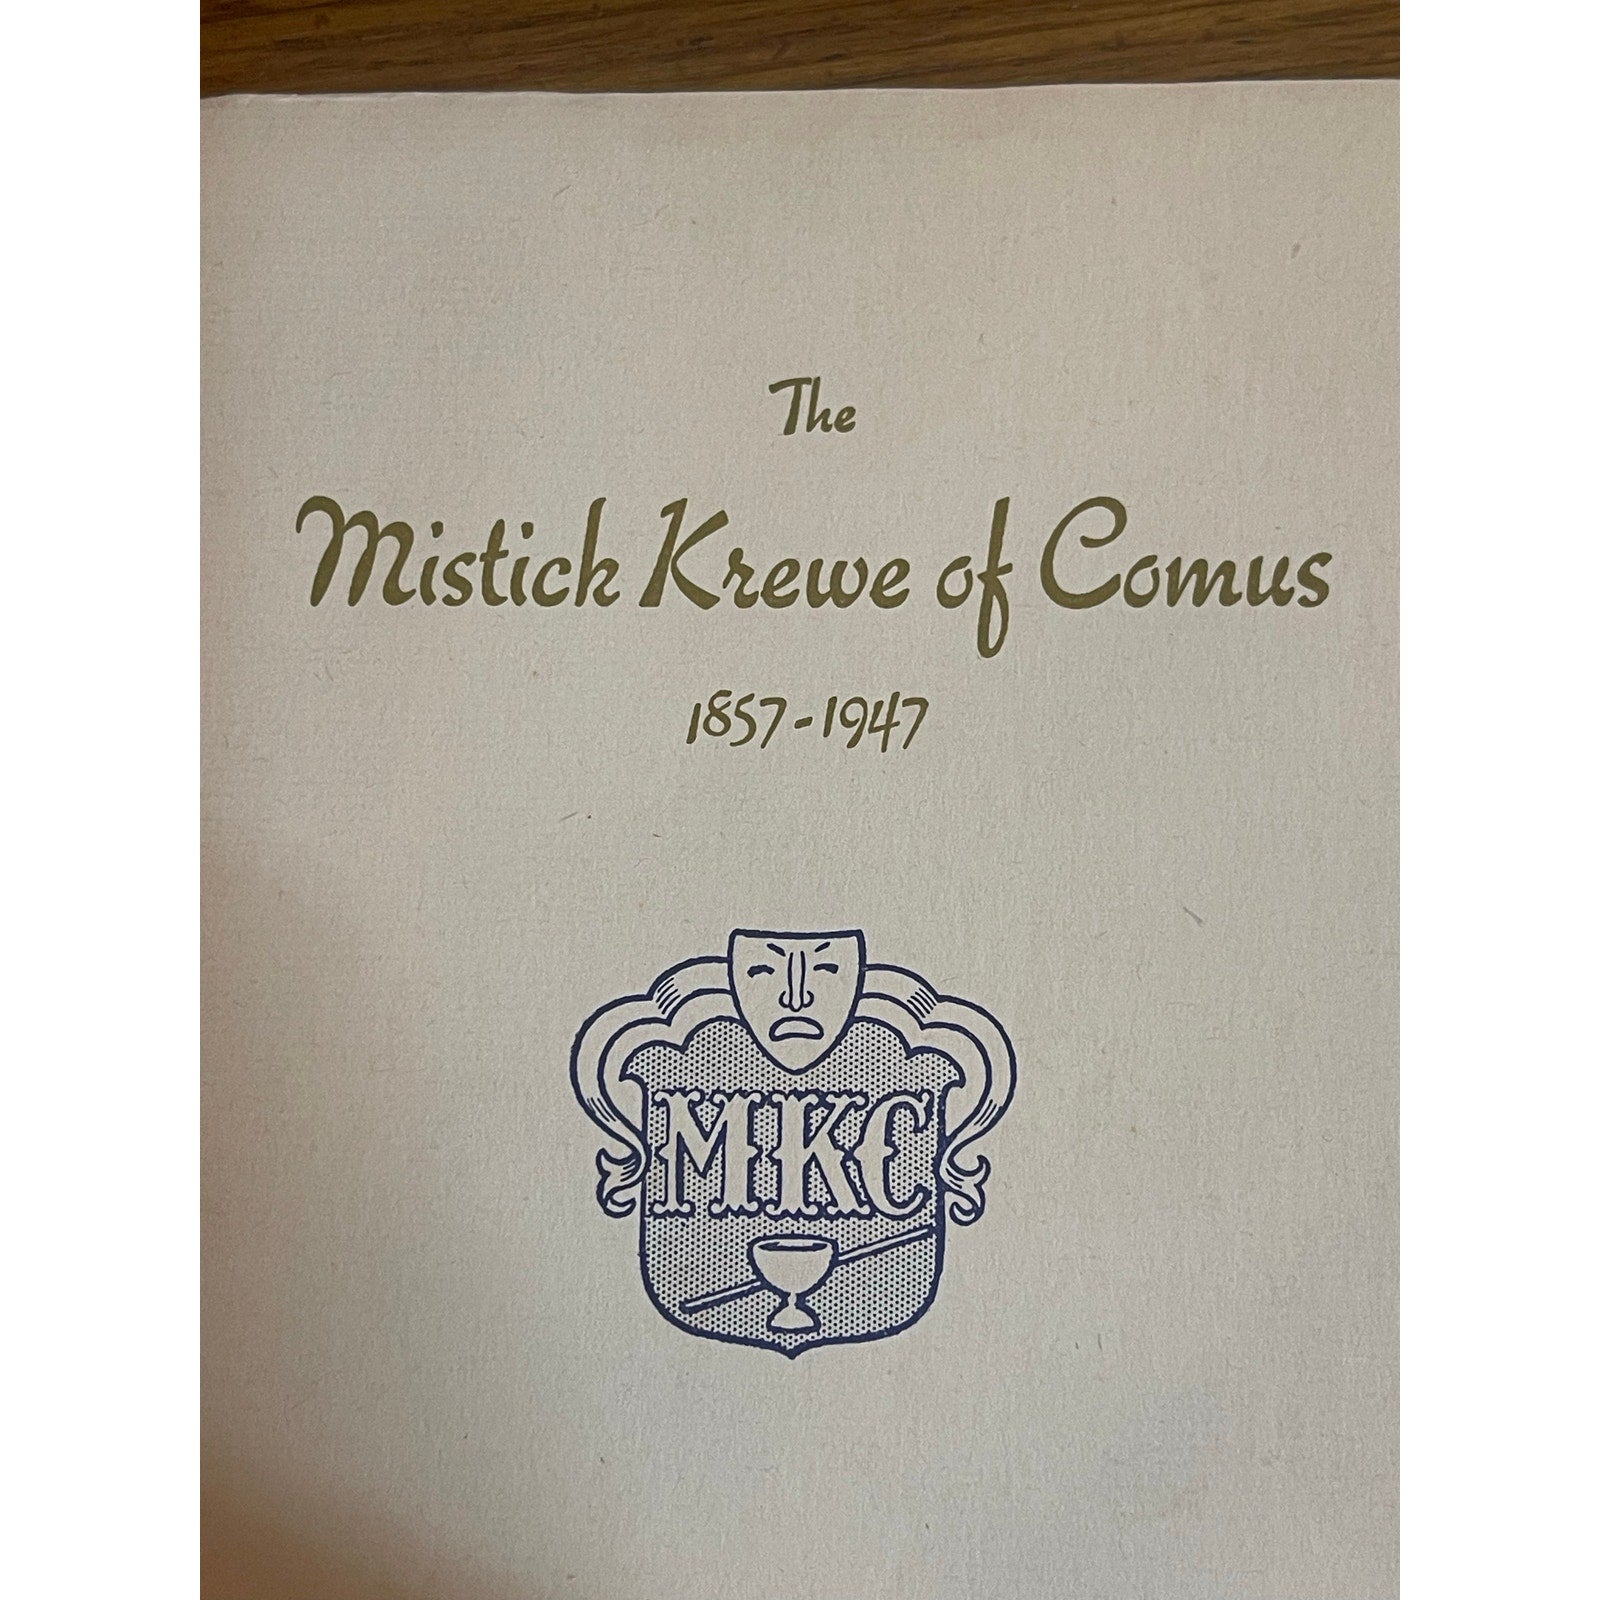 The
Mistick Krewe of Comus
1857-1947
MKC